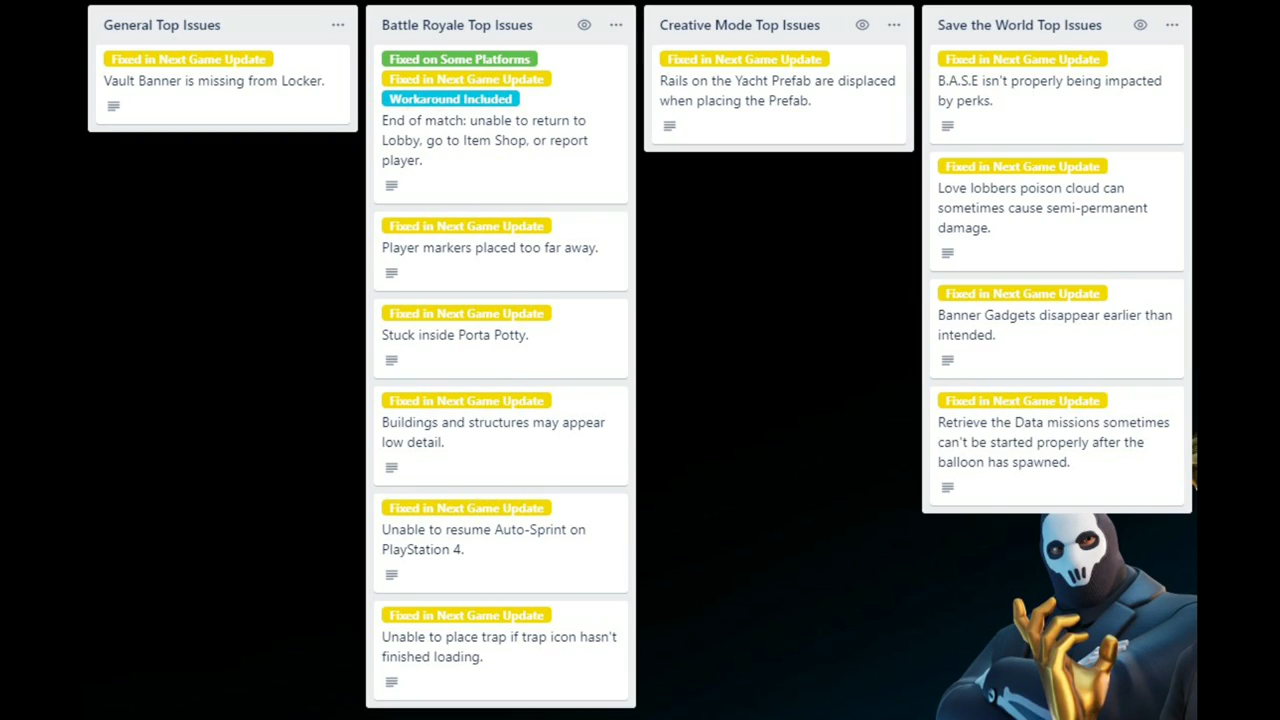 General Top Issues
Fixed in Next Game Update
Vault Banner is missing from Locker.
Battle Royale Top Issues
Fixed on Some Platforms
Fixed in Next Game Update
Workaround Included
End of match: unable to return to
Lobby, go to Item Shop, or report
player.
Fixed in Next Game Update
Player markers placed too far away.
Fixed in Next Game Update
Stuck inside Porta Potty.
Fixed in Next Game Update
Buildings and structures may appear
low detail.
Fixed in Next Game Update
Unable to resume Auto-Sprint on
PlayStation 4.
Fixed in Next Game Update
Unable to place trap if trap icon hasn't
finished loading.
Creative Mode Top Issues
Fixed in Next Game Update
Rails on the Yacht Prefab are displaced
when placing the Prefab.
Save the World Top Issues
Fixed in Next Game Update
B.A.S.E isn't properly being impacted
by perks.
Fixed in Next Game Update
Love lobbers poison cloud can
sometimes cause semi-permanent
damage.
Fixed in Next Game Update
Banner Gadgets disappear earlier than
intended.
Fixed in Next Game Update
Retrieve the Data missions sometimes
can't be started properly after the
balloon has spawned.